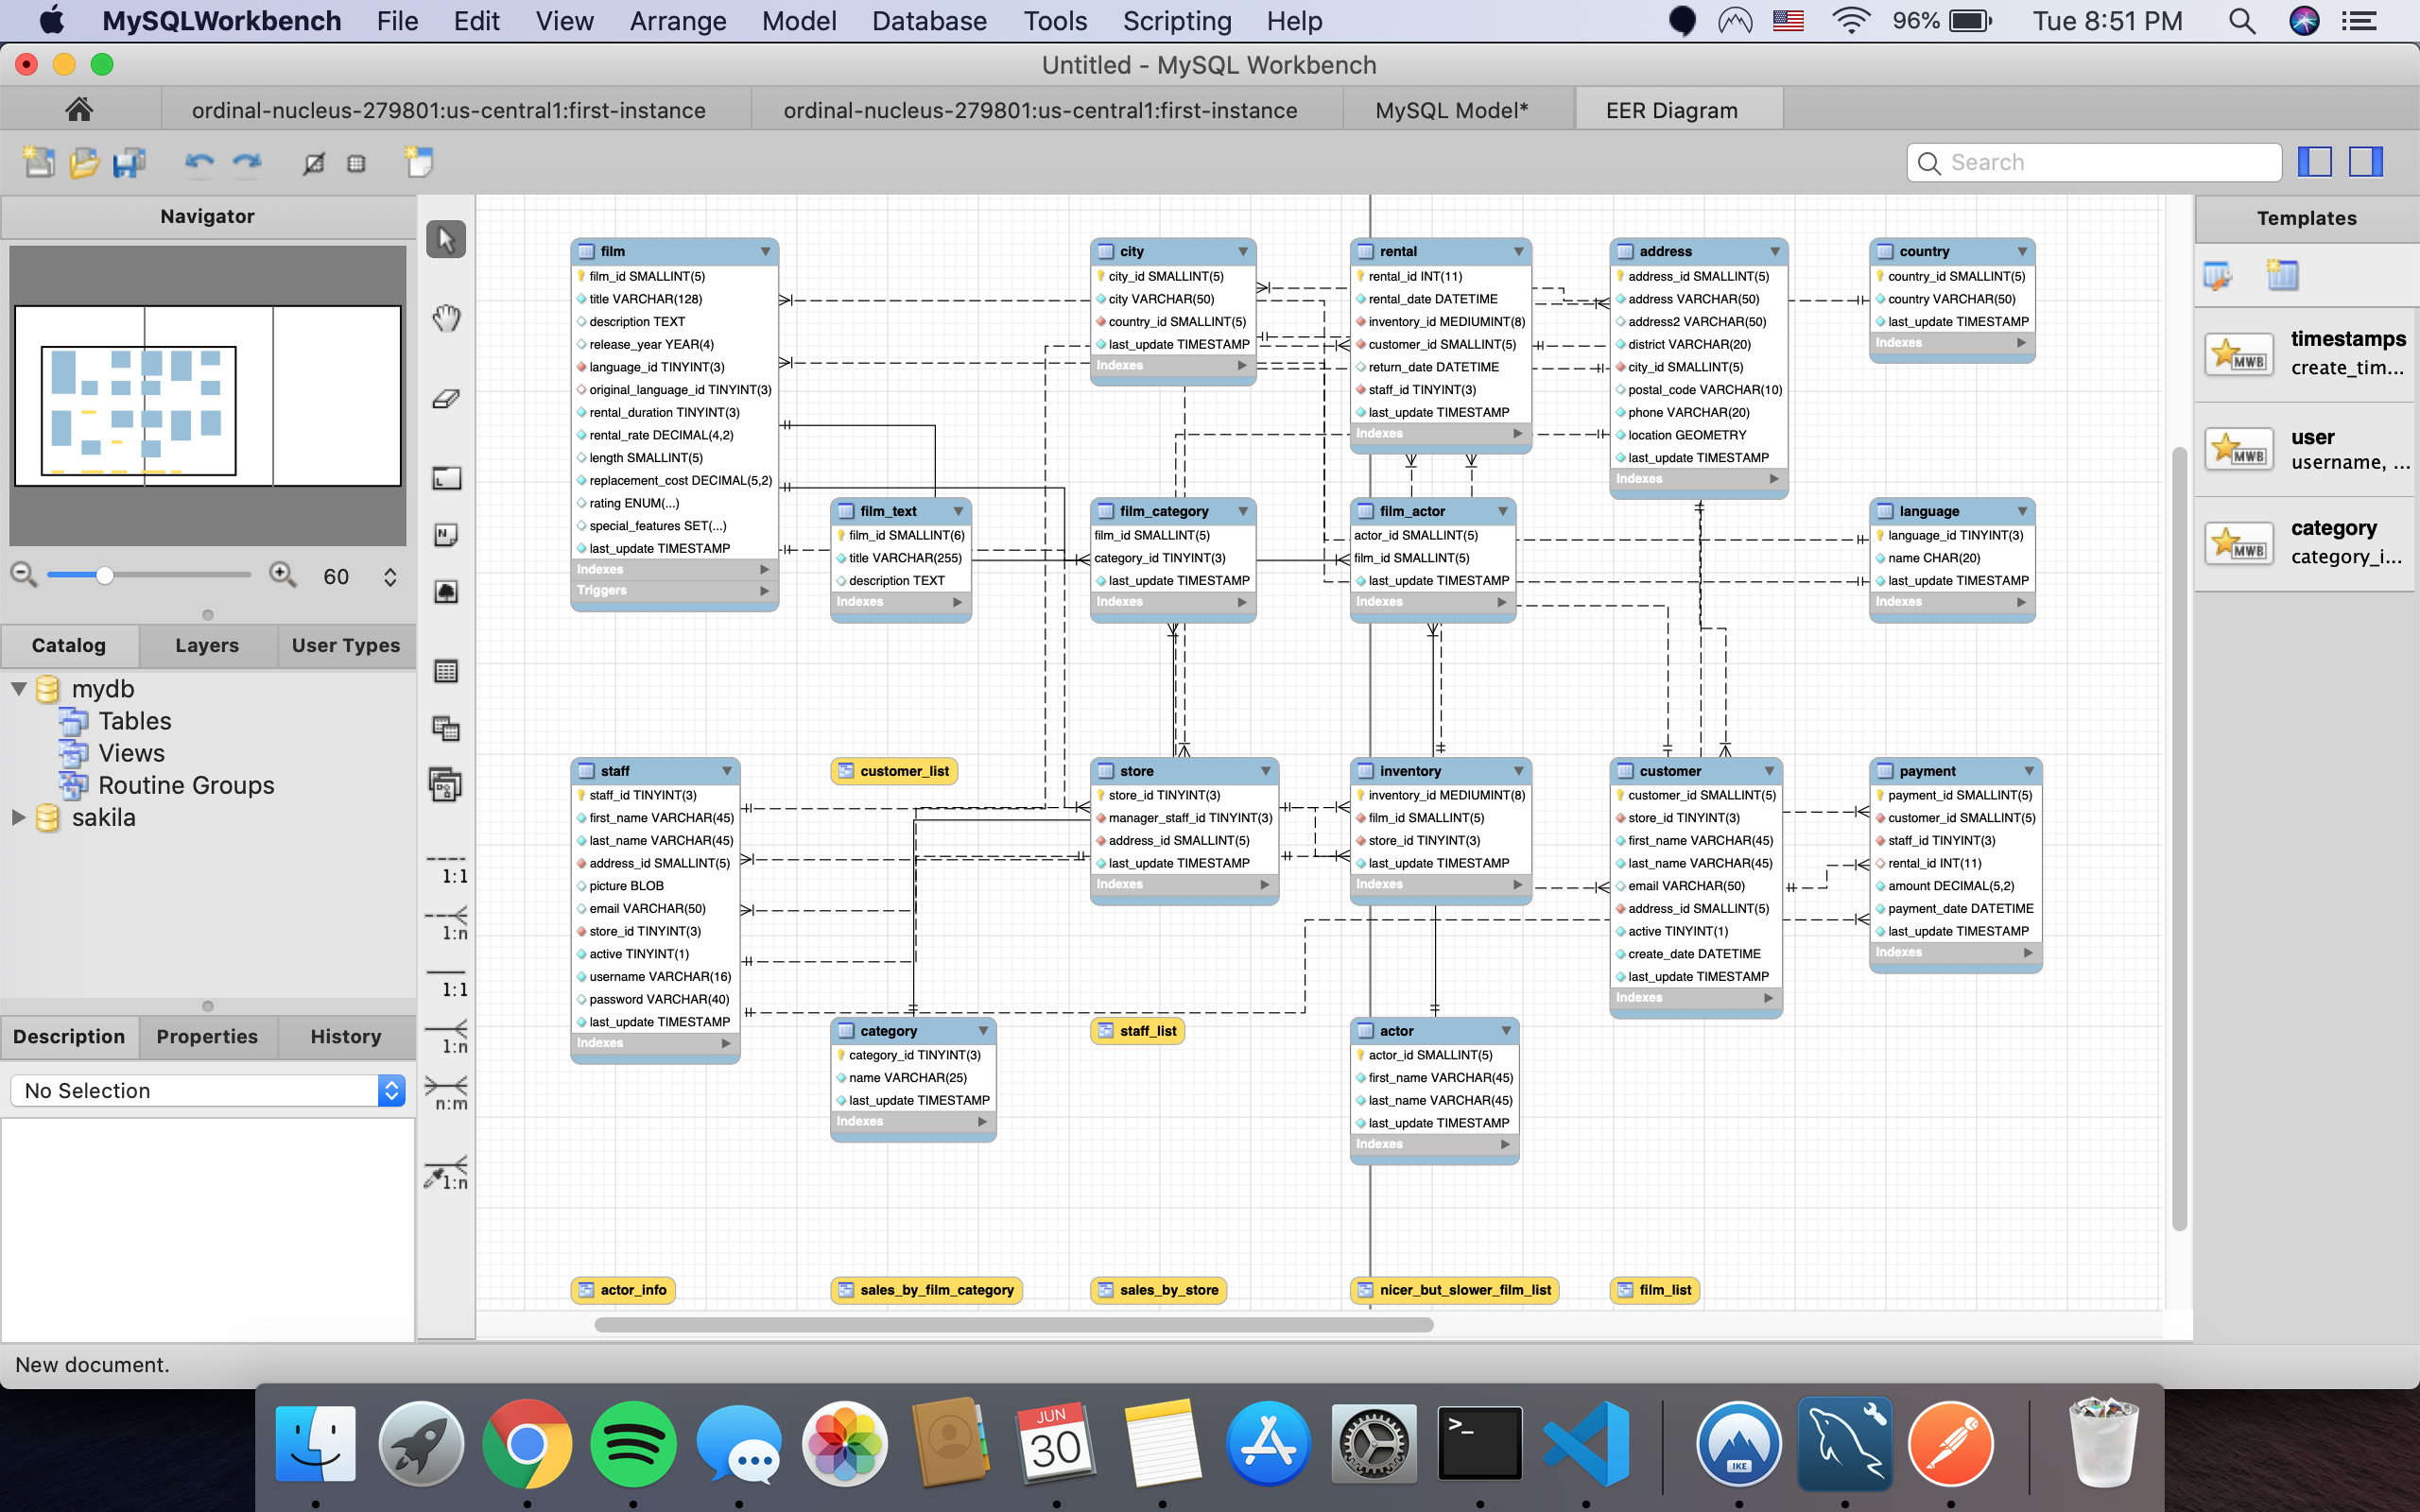 MySQLWorkbench File Edit View Arrange Model Database Tools Scripting Help 96% Tue 8:51 PM
Untitled - MySQL Workbench
ordinal-nucleus-279801:us-central1:first-instance ordinal-nucleus-279801:us-central1:first-instance MySQL Model* EER Diagram
Search
Navigator
60
Catalog Layers User Types
mydb
Tables
Views
Routine Groups
sakila
Description Properties History
No Selection
New document.
1:1
1:n
1:1
1:n
n:m
1:n
film
film_id SMALLINT(5)
title VARCHAR(128)
description TEXT
release_year YEAR(4)
language_id TINYINT(3)
original_language_id TINYINT(3)
rental_duration TINYINT(3)
rental_rate DECIMAL(4,2)
length SMALLINT(5)
replacement_cost DECIMAL(5,2)
rating ENUM(...)
special_features SET(...)
last_update TIMESTAMP
Indexes
Triggers
city
city_id SMALLINT(5)
city VARCHAR(50)
country_id SMALLINT(5)
last_update TIMESTAMP
Indexes
rental
rental_id INT(11)
rental_date DATETIME
inventory_id MEDIUMINT(8)
customer_id SMALLINT(5)
return_date DATETIME
staff_id TINYINT(3)
last_update TIMESTAMP
Indexes
address
address_id SMALLINT(5)
address VARCHAR(50)
address2 VARCHAR(50)
district VARCHAR(20)
city_id SMALLINT(5)
postal_code VARCHAR(10)
phone VARCHAR(20)
location GEOMETRY
last_update TIMESTAMP
Indexes
country
country_id SMALLINT(5)
country VARCHAR(50)
last_update TIMESTAMP
Indexes
film_text
film_id SMALLINT(6)
title VARCHAR(255)
description TEXT
Indexes
film_category
film_id SMALLINT(5)
category_id TINYINT(3)
last_update TIMESTAMP
Indexes
film_actor
actor_id SMALLINT(5)
film_id SMALLINT(5)
last_update TIMESTAMP
Indexes
language
language_id TINYINT(3)
name CHAR(20)
last_update TIMESTAMP
Indexes
staff
staff_id TINYINT(3)
first_name VARCHAR(45)
last_name VARCHAR(45)
address_id SMALLINT(5)
picture BLOB
email VARCHAR(50)
store_id TINYINT(3)
active TINYINT(1)
username VARCHAR(16)
password VARCHAR(40)
last_update TIMESTAMP
Indexes
customer_list
store
store_id TINYINT(3)
manager_staff_id TINYINT(3)
address_id SMALLINT(5)
last_update TIMESTAMP
Indexes
inventory
inventory_id MEDIUMINT(8)
film_id SMALLINT(5)
store_id TINYINT(3)
last_update TIMESTAMP
Indexes
customer
customer_id SMALLINT(5)
store_id TINYINT(3)
first_name VARCHAR(45)
last_name VARCHAR(45)
email VARCHAR(50)
address_id SMALLINT(5)
active TINYINT(1)
create_date DATETIME
last_update TIMESTAMP
Indexes
payment
payment_id SMALLINT(5)
customer_id SMALLINT(5)
staff_id TINYINT(3)
rental_id INT(11)
amount DECIMAL(5,2)
payment_date DATETIME
last_update TIMESTAMP
Indexes
category
category_id TINYINT(3)
name VARCHAR(25)
last_update TIMESTAMP
Indexes
staff_list
actor
actor_id SMALLINT(5)
first_name VARCHAR(45)
last_name VARCHAR(45)
last_update TIMESTAMP
Indexes
actor_info sales_by_film_category sales_by_store nicer_but_slower_film_list film_list
Templates
MWB
timestamps
create_tim...
MWB
user
username, ...
MWB
category
category_i...
JUN
30
>_
IKE